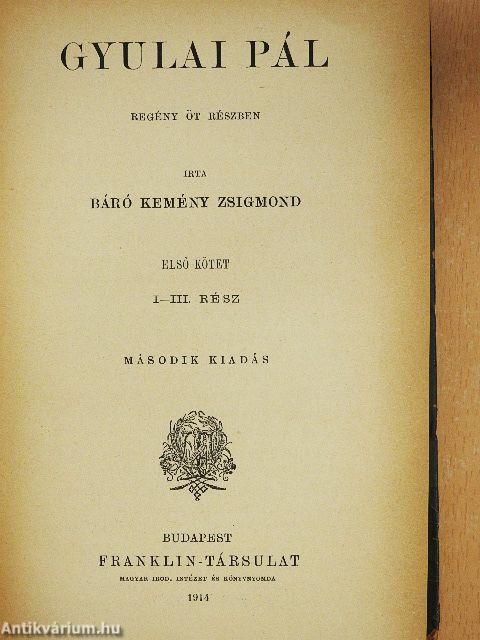 GYULAI PÁL
REGÉNY ÖT RÉSZBEN
IRTA
BÁRÓ KEMÉNY ZSIGMOND
ELSŐ KÖTET
I—III. RÉSZ
MÁSODIK KIADÁS
BUDAPEST
FRANKLIN-TÁRSULAT
MAGYAR IROD. INTÉZET ÉS KÖNYVNYOMDA
1914
Antikvárium.hu